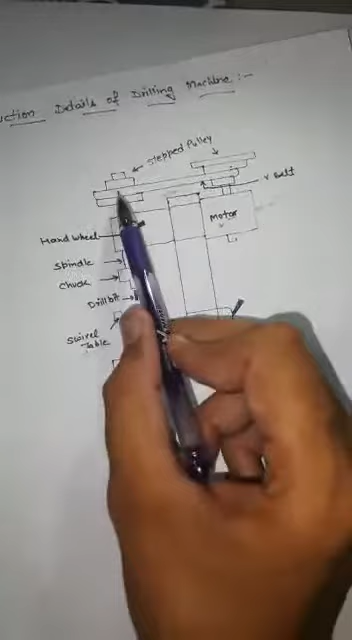 uction Details of Drilling Machine :-
Stepped Pulley
V Belt
Motor
Hand Wheel
Spindle
Chuck
Drill bit
Swivel
Table